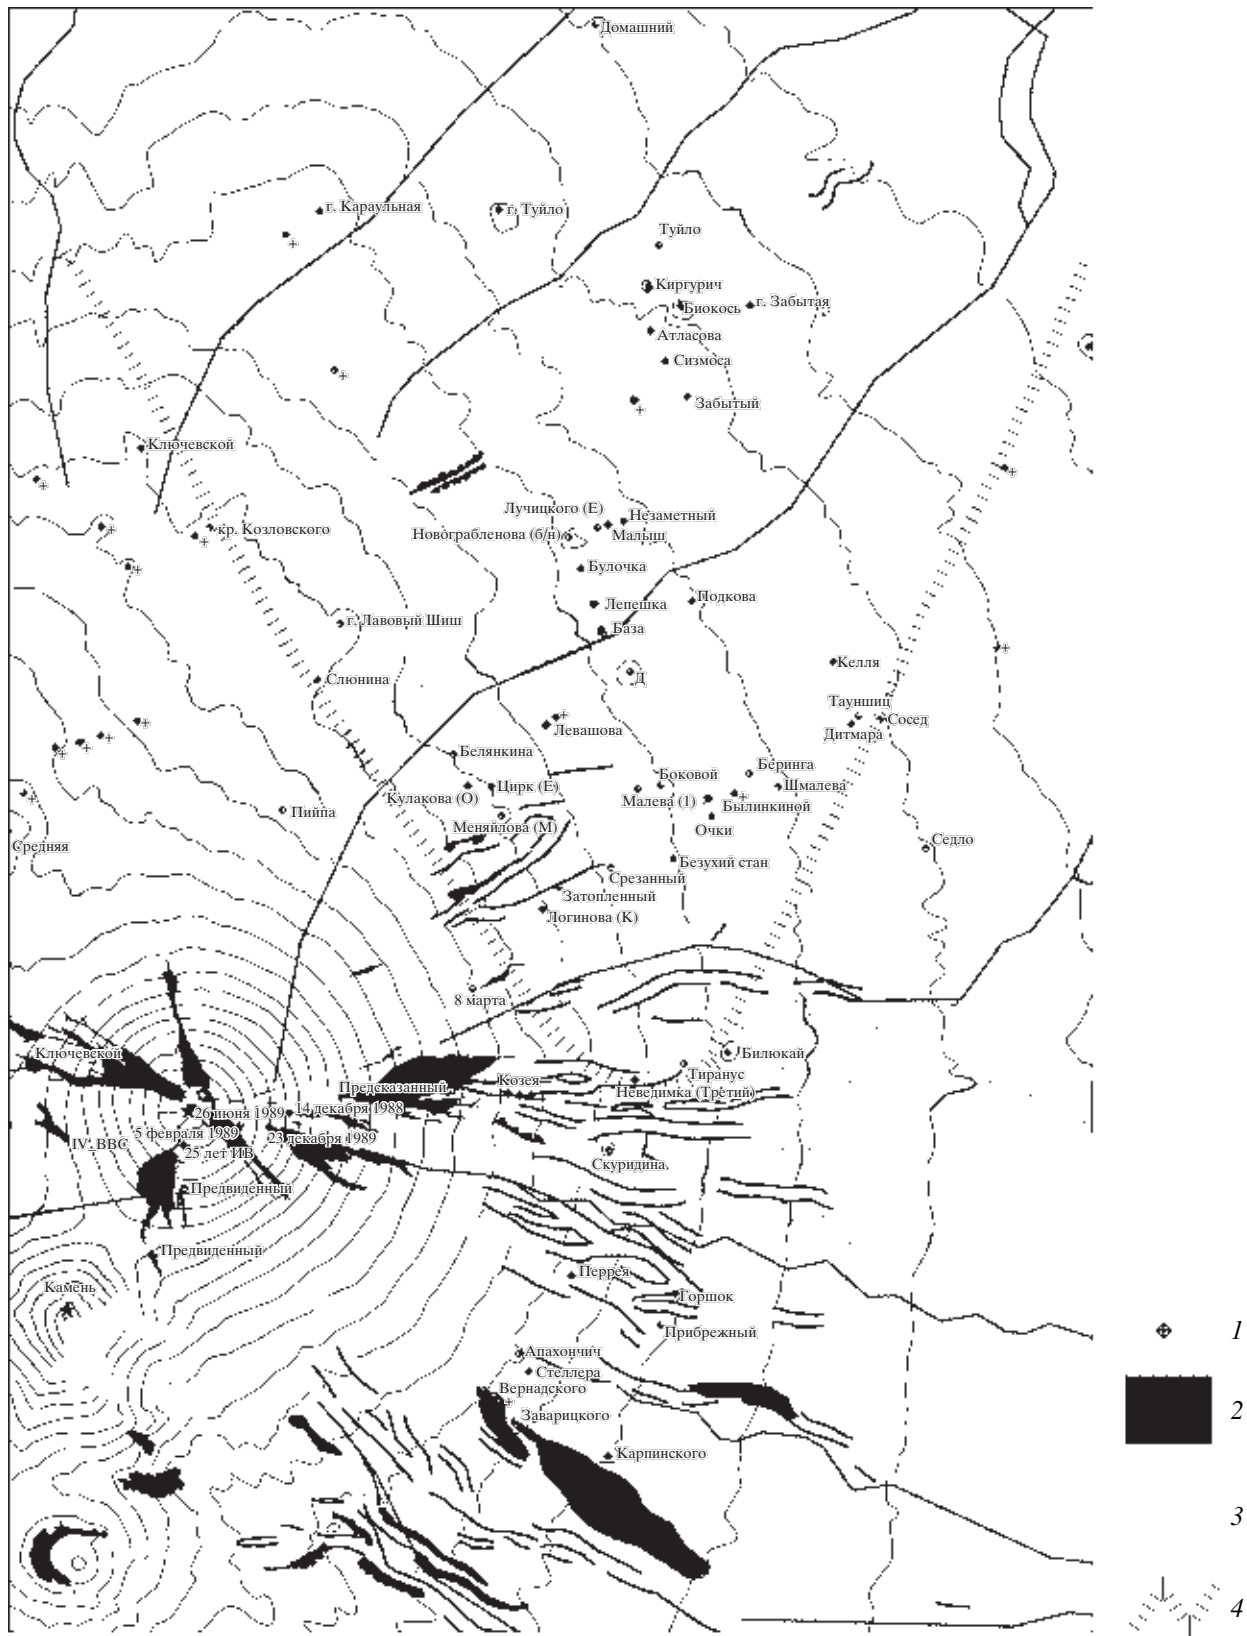 Домашний
г. Караульная
г. Туйло
Туйло
Киргурич
Биокось
г. Забытая
Атласова
Сизмоса
Забытый
Ключевской
Лучицкого (Е)
Незаметный
кр. Козловского
Новограбленова (б/н)
Малыш
Булочка
Лепешка
Подкова
г. Лавовый Шиш
База
Келля
Слюнина
Д
Тауншиц
Сосед
Левашова
Дитмара
Белянкина
Беринга
Боковой
Цирк (Е)
Шмалева
Кулакова (О)
Малева (1)
Былинкиной
Пийпа
Меняйлова (М)
Очки
Средняя
Седло
Безухий стан
Срезанный
Затопленный
Логинова (К)
8 марта
Ключевской
Билюкай
Тиранус
Предсказанный
Козея
Неведимка (Третий)
26 июня 1989
14 декабря 1988
5 февраля 1989
23 декабря 1989
IV_ВВС
25 лет ИВ
Скуридина
Предвиденный
Предвиденный
Перрея
Камень
Горшок
1
Прибрежный
Апахончич
Стеллера
Вернадского
Заварицкого
2
Карпинского
3
4